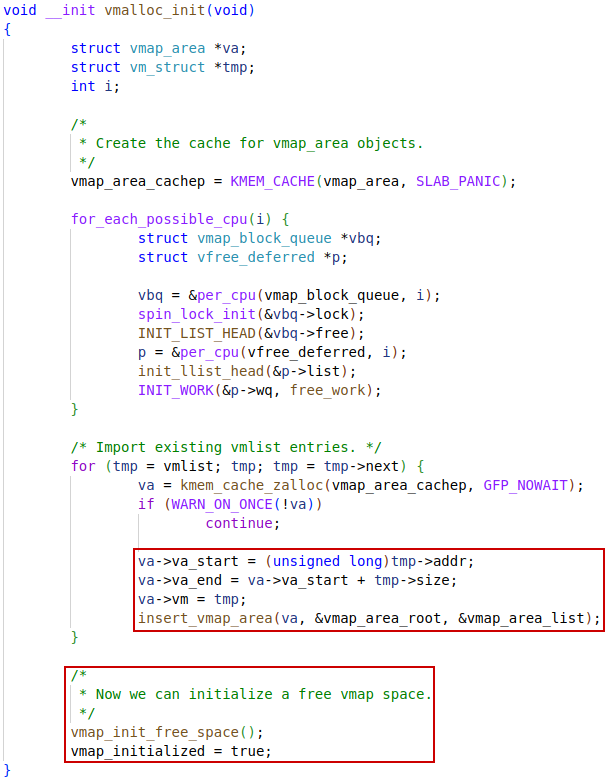 void __init vmalloc_init(void)
{
        struct vmap_area *va;
        struct vm_struct *tmp;
        int i;

        /*
         * Create the cache for vmap_area objects.
         */
        vmap_area_cachep = KMEM_CACHE(vmap_area, SLAB_PANIC);

        for_each_possible_cpu(i) {
                struct vmap_block_queue *vbq;
                struct vfree_deferred *p;

                vbq = &per_cpu(vmap_block_queue, i);
                spin_lock_init(&vbq->lock);
                INIT_LIST_HEAD(&vbq->free);
                p = &per_cpu(vfree_deferred, i);
                init_llist_head(&p->list);
                INIT_WORK(&p->wq, free_work);
        }

        /* Import existing vmlist entries. */
        for (tmp = vmlist; tmp; tmp = tmp->next) {
                va = kmem_cache_zalloc(vmap_area_cachep, GFP_NOWAIT);
                if (WARN_ON_ONCE(!va))
                        continue;

                va->va_start = (unsigned long)tmp->addr;
                va->va_end = va->va_start + tmp->size;
                va->vm = tmp;
                insert_vmap_area(va, &vmap_area_root, &vmap_area_list);
        }

        /*
         * Now we can initialize a free vmap space.
         */
        vmap_init_free_space();
        vmap_initialized = true;
}